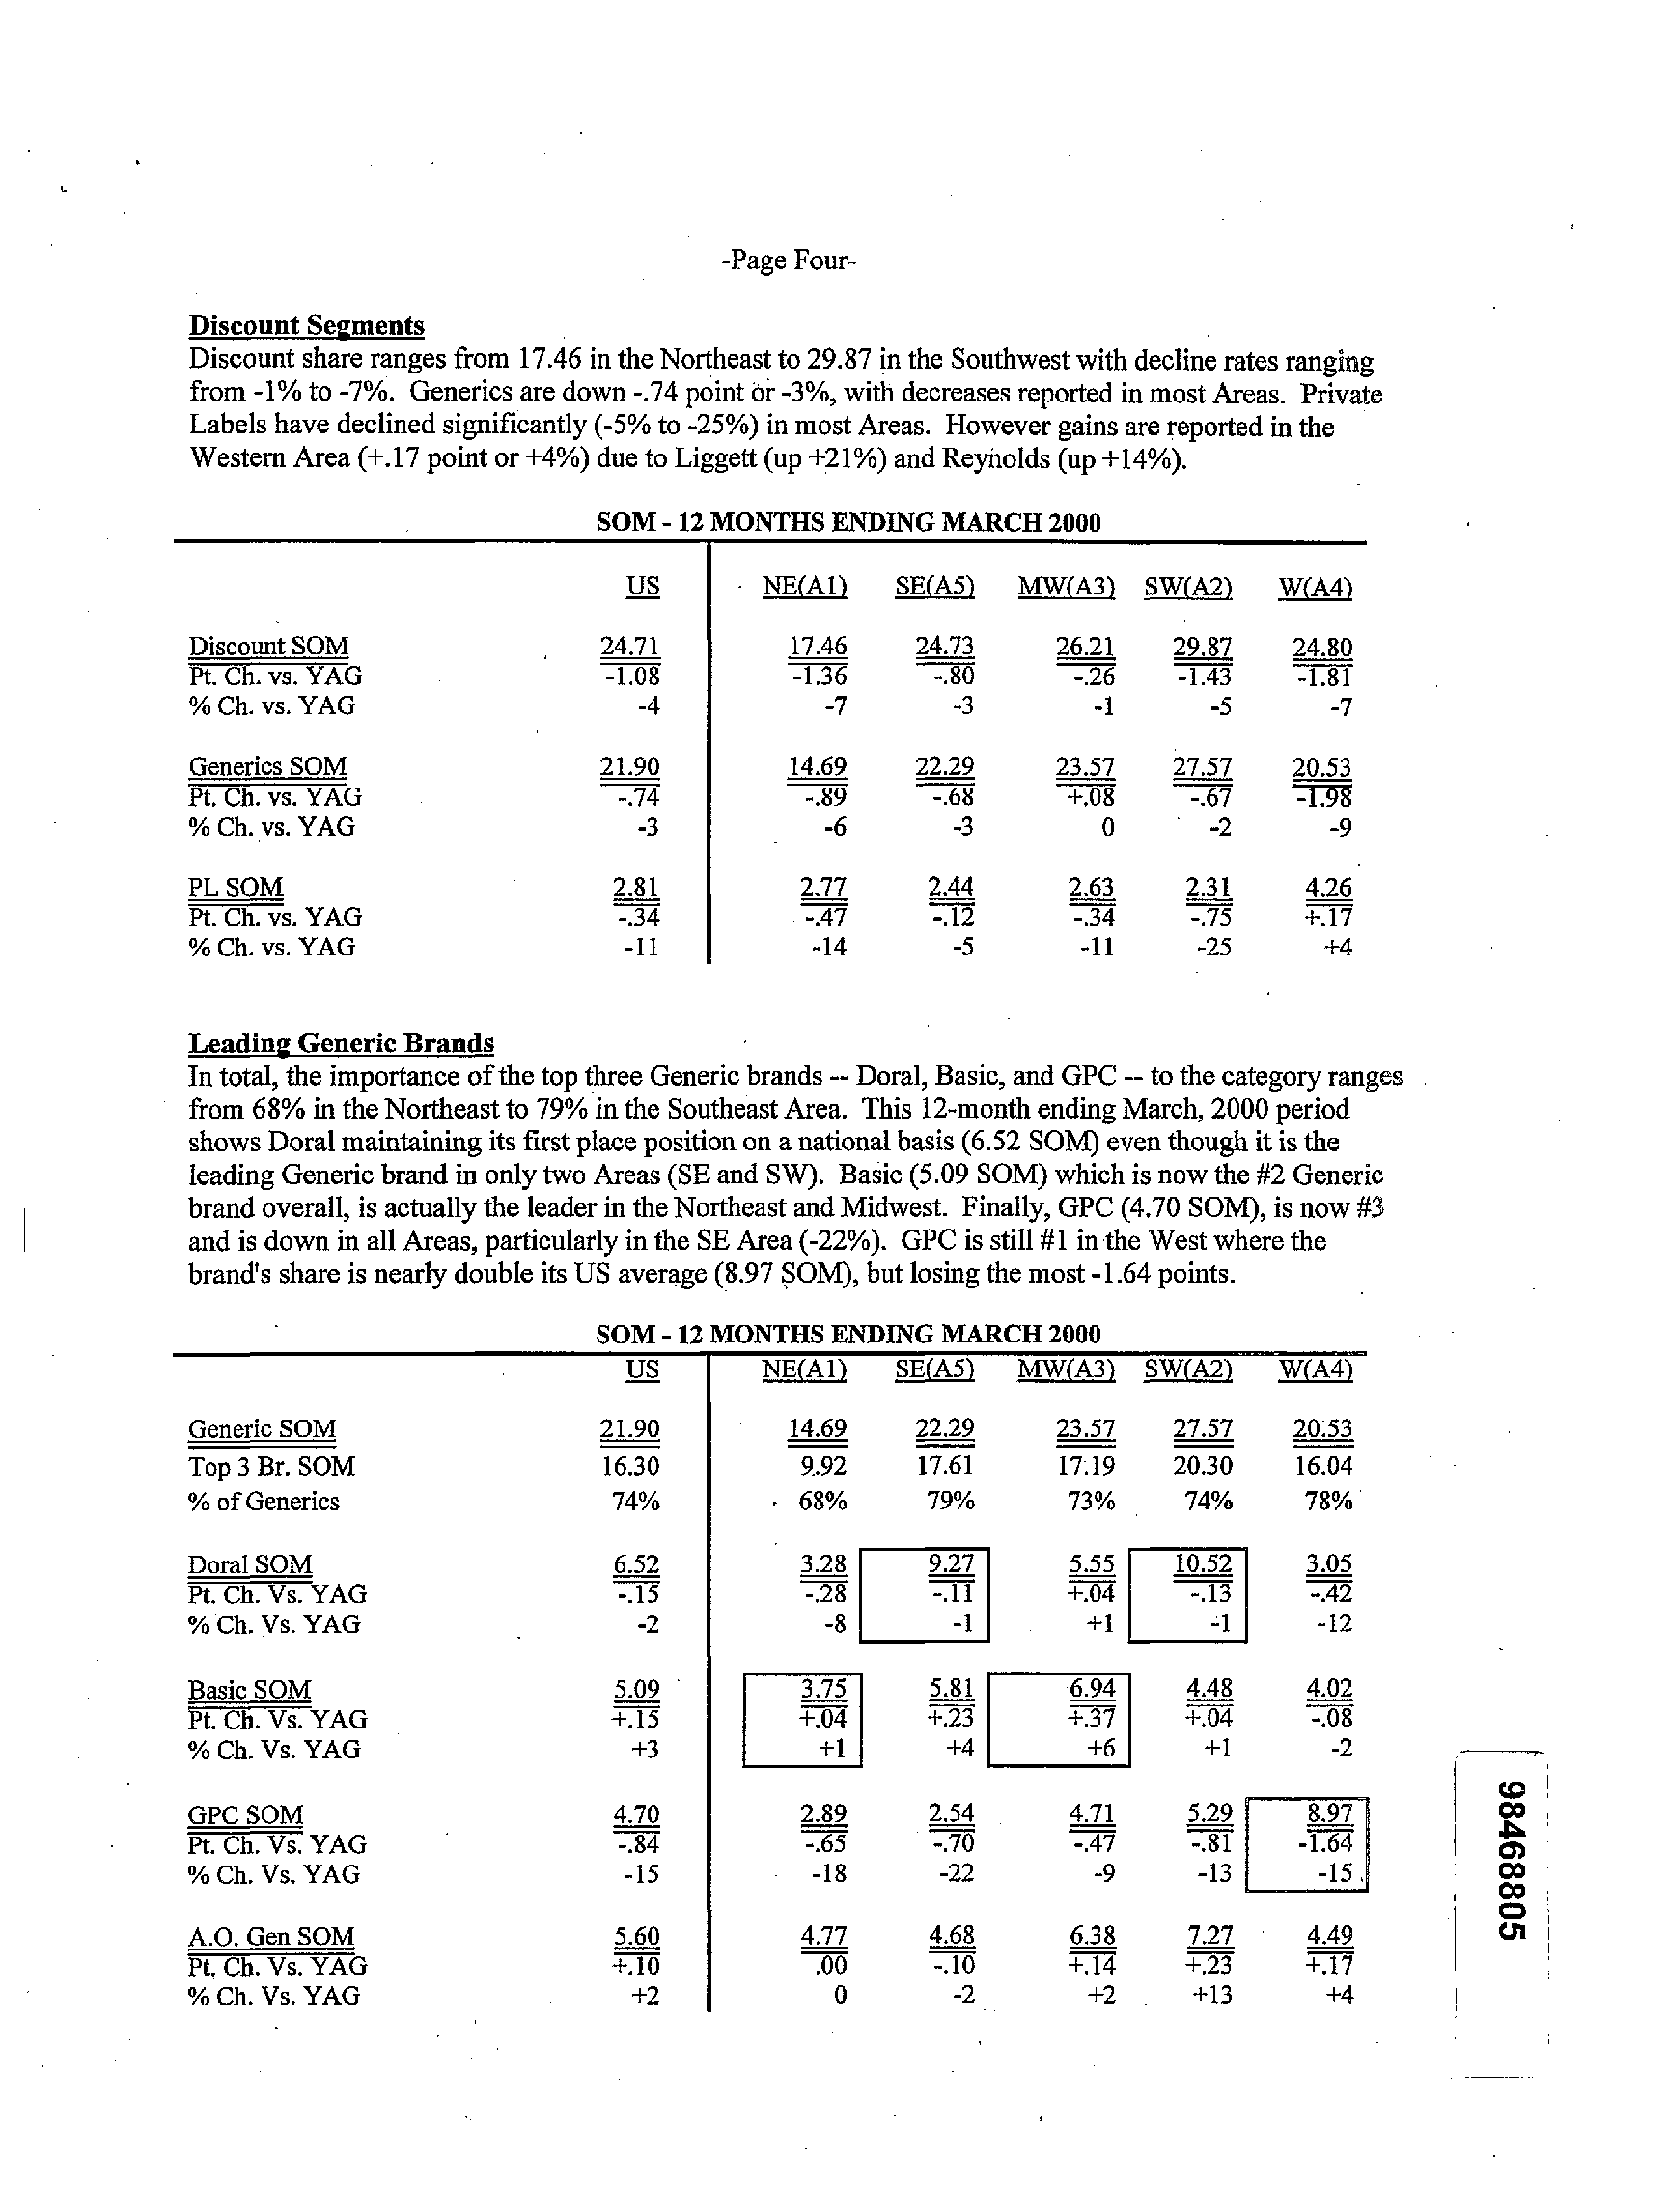 -Page Four-
Discount Segments
Discount share ranges from 17.46 in the Northeast to 29.87 in the Southwest with decline rates ranging
from -1% to -7%. Generics are down -.74 point or -3%, with decreases reported in most Areas. Private
Labels have declined significantly (-5% to -25%) in most Areas. However gains are reported in the
Western Area (+.17 point or +4%) due to Liggett (up +21%) and Reynolds (up +14%).
SOM - 12 MONTHS ENDING MARCH 2000
US NE(A1) SE(A5) MW(A3) SW(A2) W(A4)
Discount SOM 24.71 17.46 24.73 26.21 29.87 24.80
Pt. Ch. vs. YAG -1.08 -1.36 -.80 -.26 -1.43 -1.81
% Ch. vs. YAG -4 -7 -3 -1 -5 -7
Generics SOM 21.90 14.69 22.29 23.57 27.57 20.53
Pt. Ch. vs. YAG -.74 -.89 -.68 +.08 -.67 -1.98
% Ch. vs. YAG -3 -6 -3 0 -2 -9
PL SOM 2.81 2.77 2.44 2.63 2.31 4.26
Pt. Ch. vs. YAG -.34 -.47 -.12 -.34 -.75 +.17
% Ch. vs. YAG -11 -14 -5 -11 -25 +4
Leading Generic Brands
In total, the importance of the top three Generic brands -- Doral, Basic, and GPC -- to the category ranges
from 68% in the Northeast to 79% in the Southeast Area. This 12-month ending March, 2000 period
shows Doral maintaining its first place position on a national basis (6.52 SOM) even though it is the
leading Generic brand in only two Areas (SE and SW). Basic (5.09 SOM) which is now the #2 Generic
brand overall, is actually the leader in the Northeast and Midwest. Finally, GPC (4.70 SOM), is now #3
and is down in all Areas, particularly in the SE Area (-22%). GPC is still #1 in the West where the
brand's share is nearly double its US average (8.97 SOM), but losing the most -1.64 points.
SOM - 12 MONTHS ENDING MARCH 2000
US NE(A1) SE(A5) MW(A3) SW(A2) W(A4)
Generic SOM 21.90 14.69 22.29 23.57 27.57 20.53
Top 3 Br. SOM 16.30 9.92 17.61 17.19 20.30 16.04
% of Generics 74% 68% 79% 73% 74% 78%
Doral SOM 6.52 3.28 9.27 5.55 10.52 3.05
Pt. Ch. Vs. YAG -.15 -.28 -.11 +.04 -.13 -.42
% Ch. Vs. YAG -2 -8 -1 +1 -1 -12
Basic SOM 5.09 3.75 5.81 6.94 4.48 4.02
Pt. Ch. Vs. YAG +.15 +.04 +.23 +.37 +.04 -.08
% Ch. Vs. YAG +3 +1 +4 +6 +1 -2
GPC SOM 4.70 2.89 2.54 4.71 5.29 8.97
Pt. Ch. Vs. YAG -.84 -.65 -.70 -.47 -.81 -1.64
% Ch. Vs. YAG -15 -18 -22 -9 -13 -15
A.O. Gen SOM 5.60 4.77 4.68 6.38 7.27 4.49
Pt. Ch. Vs. YAG +.10 .00 -.10 +.14 +.23 +.17
% Ch. Vs. YAG +2 0 -2 +2 +13 +4
98468805